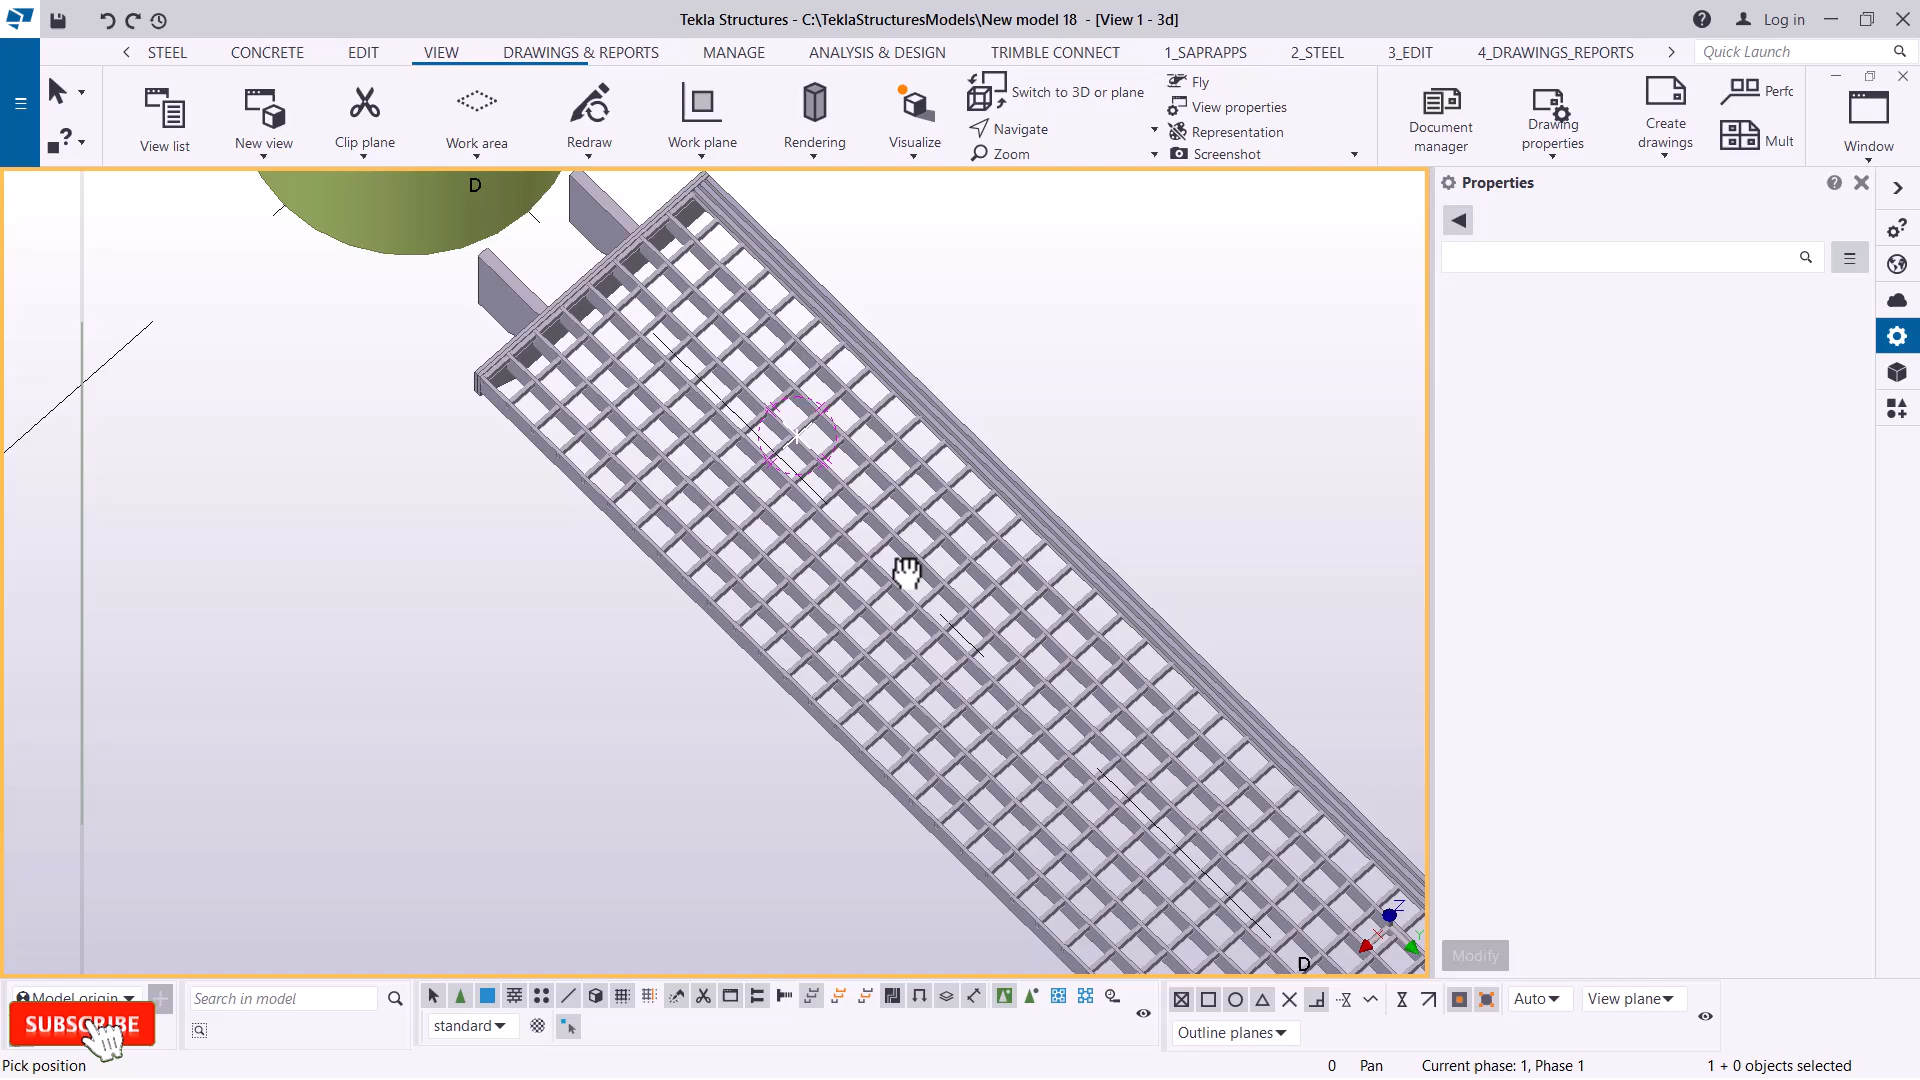 Tekla Structures - C:\TeklaStructuresModels\New model 18 - [View 1 - 3d]
Log in
STEEL CONCRETE EDIT VIEW DRAWINGS & REPORTS MANAGE ANALYSIS & DESIGN TRIMBLE CONNECT 1_SAPRAPPS 2_STEEL 3_EDIT 4_DRAWINGS_REPORTS Quick Launch
View list
New view
Clip plane
Work area
Redraw
Work plane
Rendering
Visualize
Switch to 3D or plane
Navigate
Zoom
Fly
View properties
Representation
Screenshot
Document manager
Drawing properties
Create drawings
Perfc
Mult
Window
Properties
D
D
Z
X
Y
Modify
Model origin
Search in model
standard
Auto
View plane
Outline planes
SUBSCRIBE
Pick position
0 Pan Current phase: 1, Phase 1 1 + 0 objects selected